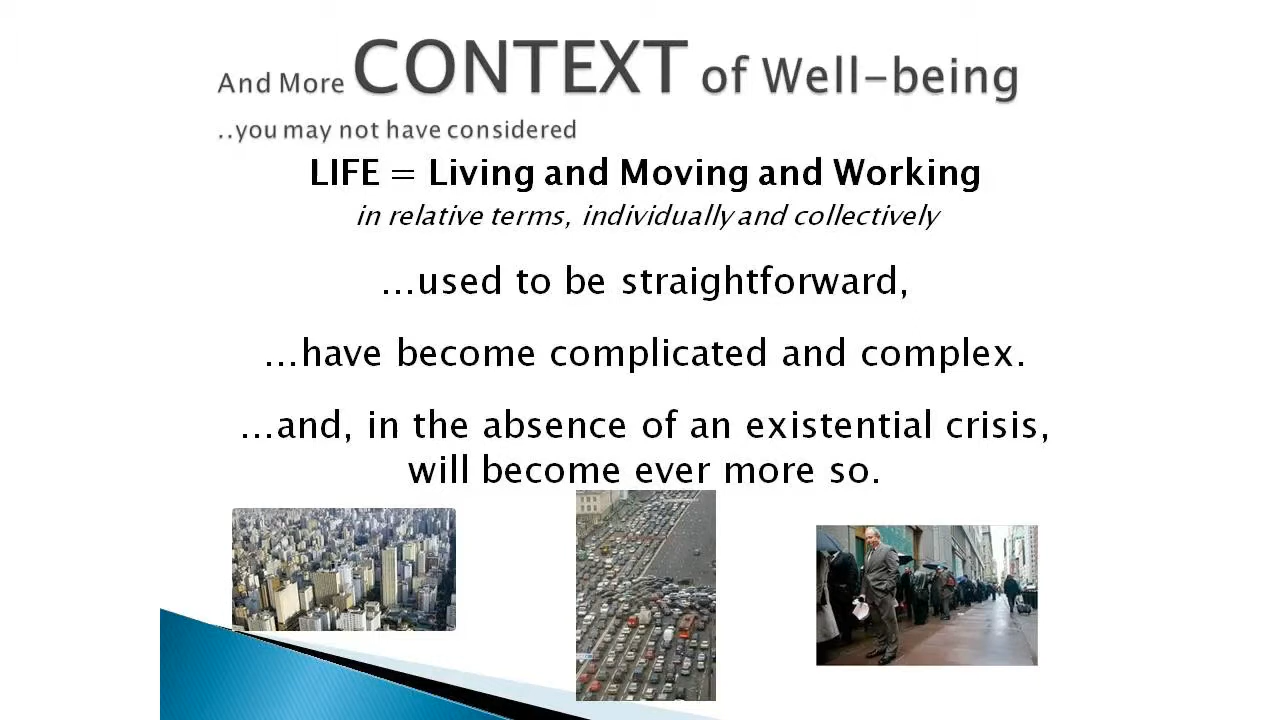 And More CONTEXT of Well-being
..you may not have considered
LIFE = Living and Moving and Working
in relative terms, individually and collectively
...used to be straightforward,
...have become complicated and complex.
...and, in the absence of an existential crisis,
will become ever more so.